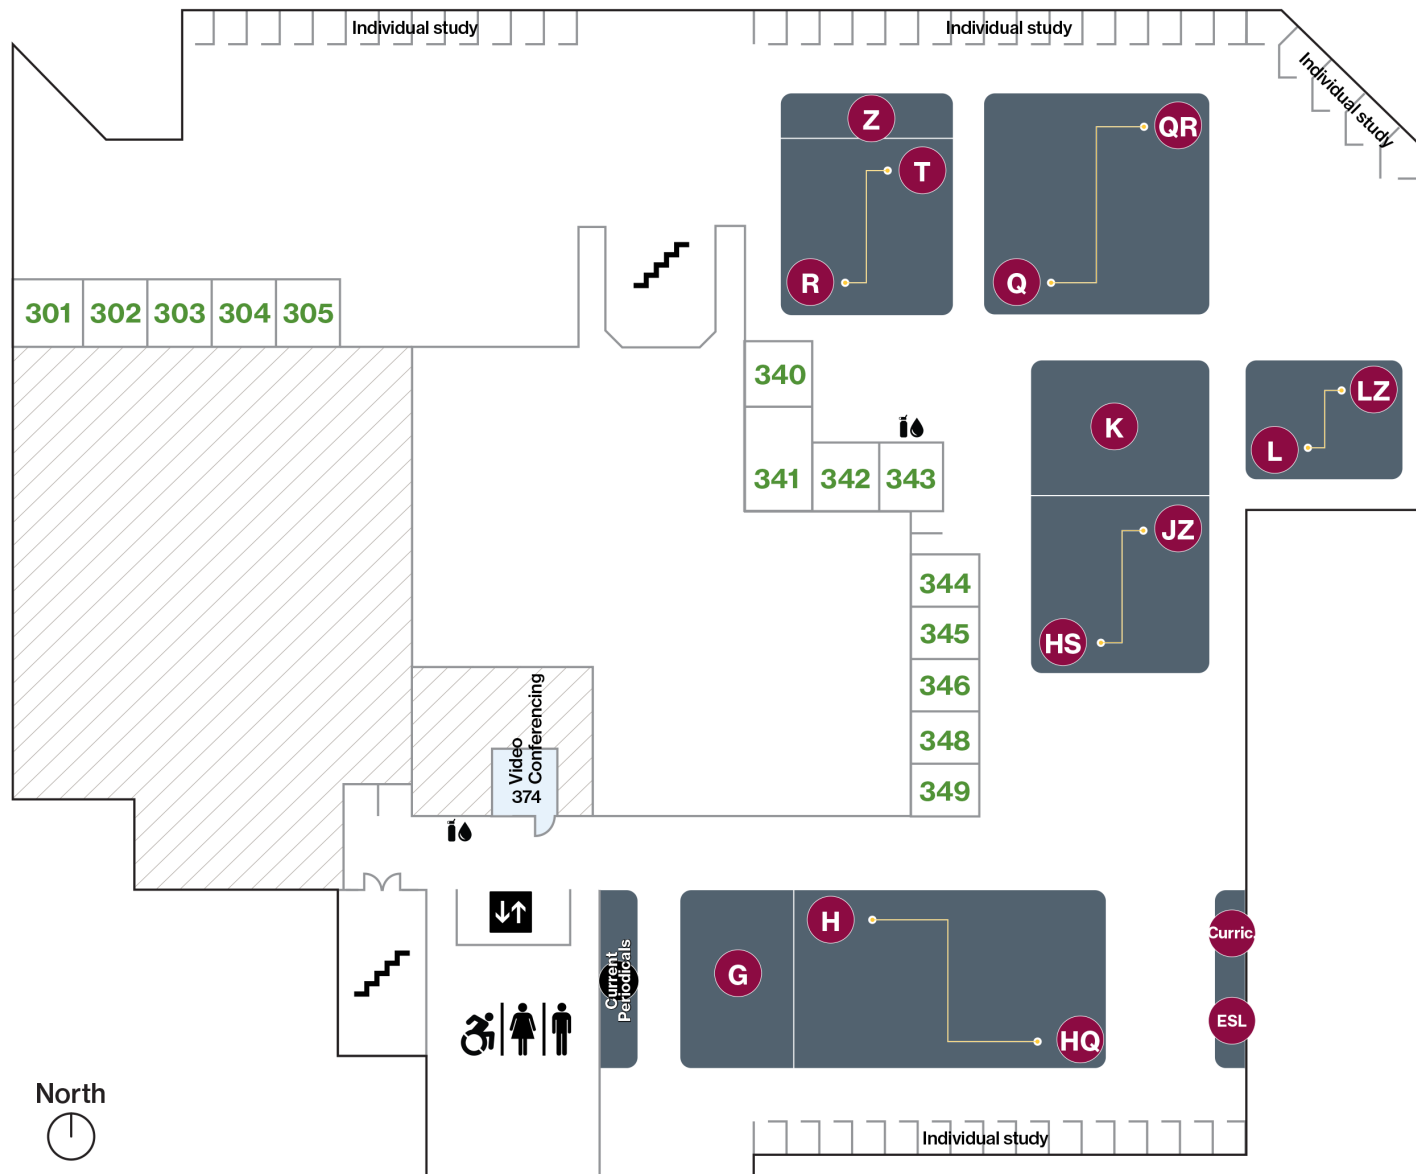 Individual study
Individual study
Individual study
Z
QR
T
R
Q
301
302
303
304
305
340
K
LZ
L
341
342
343
JZ
344
HS
345
346
348
349
Video
Conferencing
374
H
G
HQ
Current
Periodicals
Curric.
ESL
North
Individual study